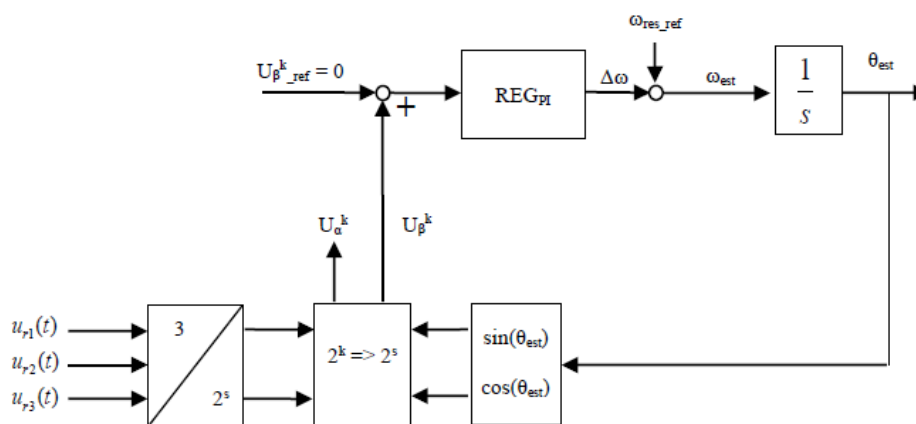 ω_res_ref
U_β^k_ref = 0
+
REG_PI
Δω
ω_est
1
s
θ_est
U_α^k
U_β^k
u_r1(t)
u_r2(t)
u_r3(t)
3
2^s
2^k => 2^s
sin(θ_est)
cos(θ_est)